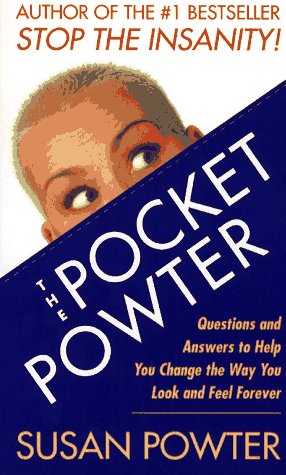 AUTHOR OF THE #1 BESTSELLER
STOP THE INSANITY!
THE
POCKET
POWTER
Questions and
Answers to Help
You Change the Way You
Look and Feel Forever
SUSAN POWTER